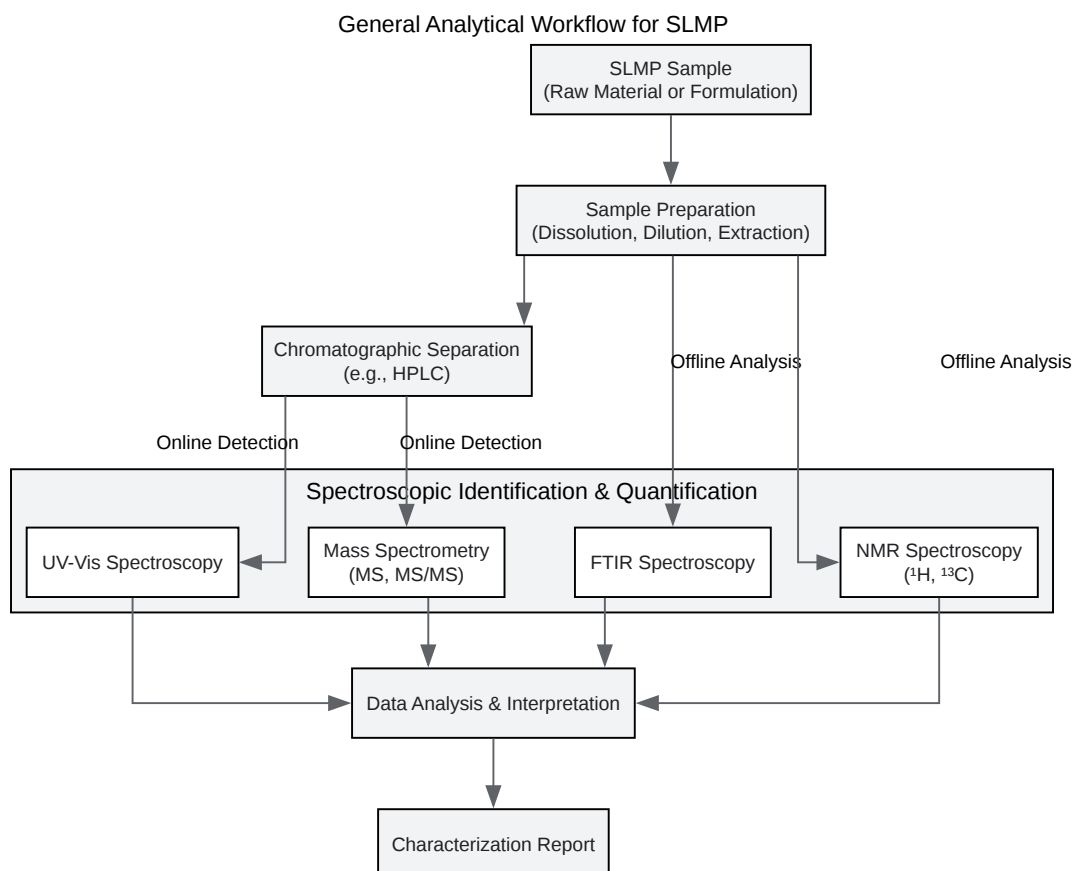 General Analytical Workflow for SLMP
SLMP Sample
(Raw Material or Formulation)
Sample Preparation
(Dissolution, Dilution, Extraction)
Chromatographic Separation
(e.g., HPLC)
Offline Analysis
Offline Analysis
Online Detection
Online Detection
Spectroscopic Identification & Quantification
UV-Vis Spectroscopy
Mass Spectrometry
(MS, MS/MS)
FTIR Spectroscopy
NMR Spectroscopy
(¹H, ¹³C)
Data Analysis & Interpretation
Characterization Report